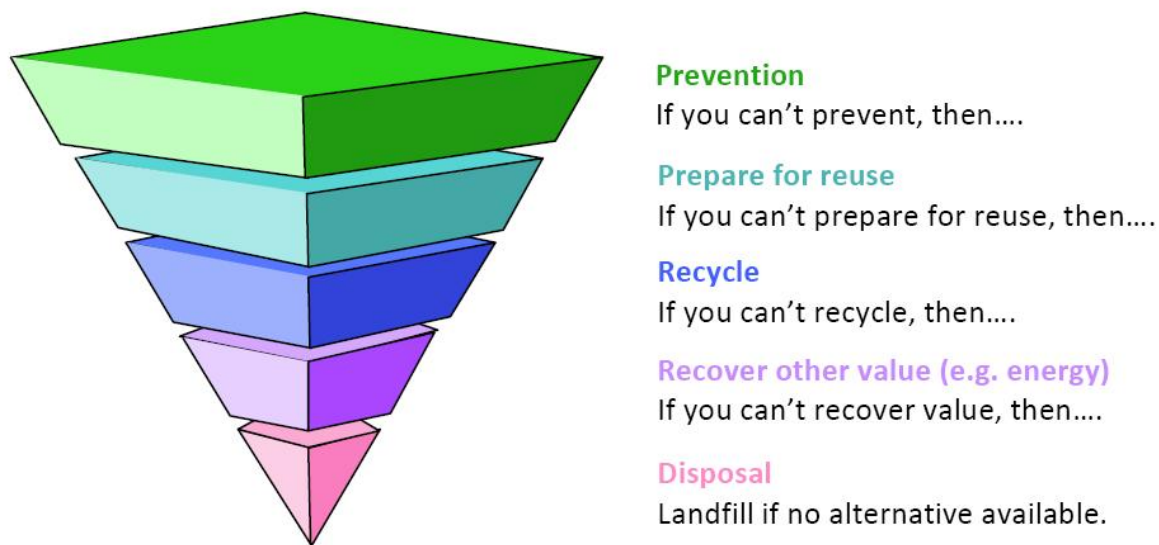 Prevention
If you can’t prevent, then….
Prepare for reuse
If you can’t prepare for reuse, then….
Recycle
If you can’t recycle, then….
Recover other value (e.g. energy)
If you can’t recover value, then….
Disposal
Landfill if no alternative available.